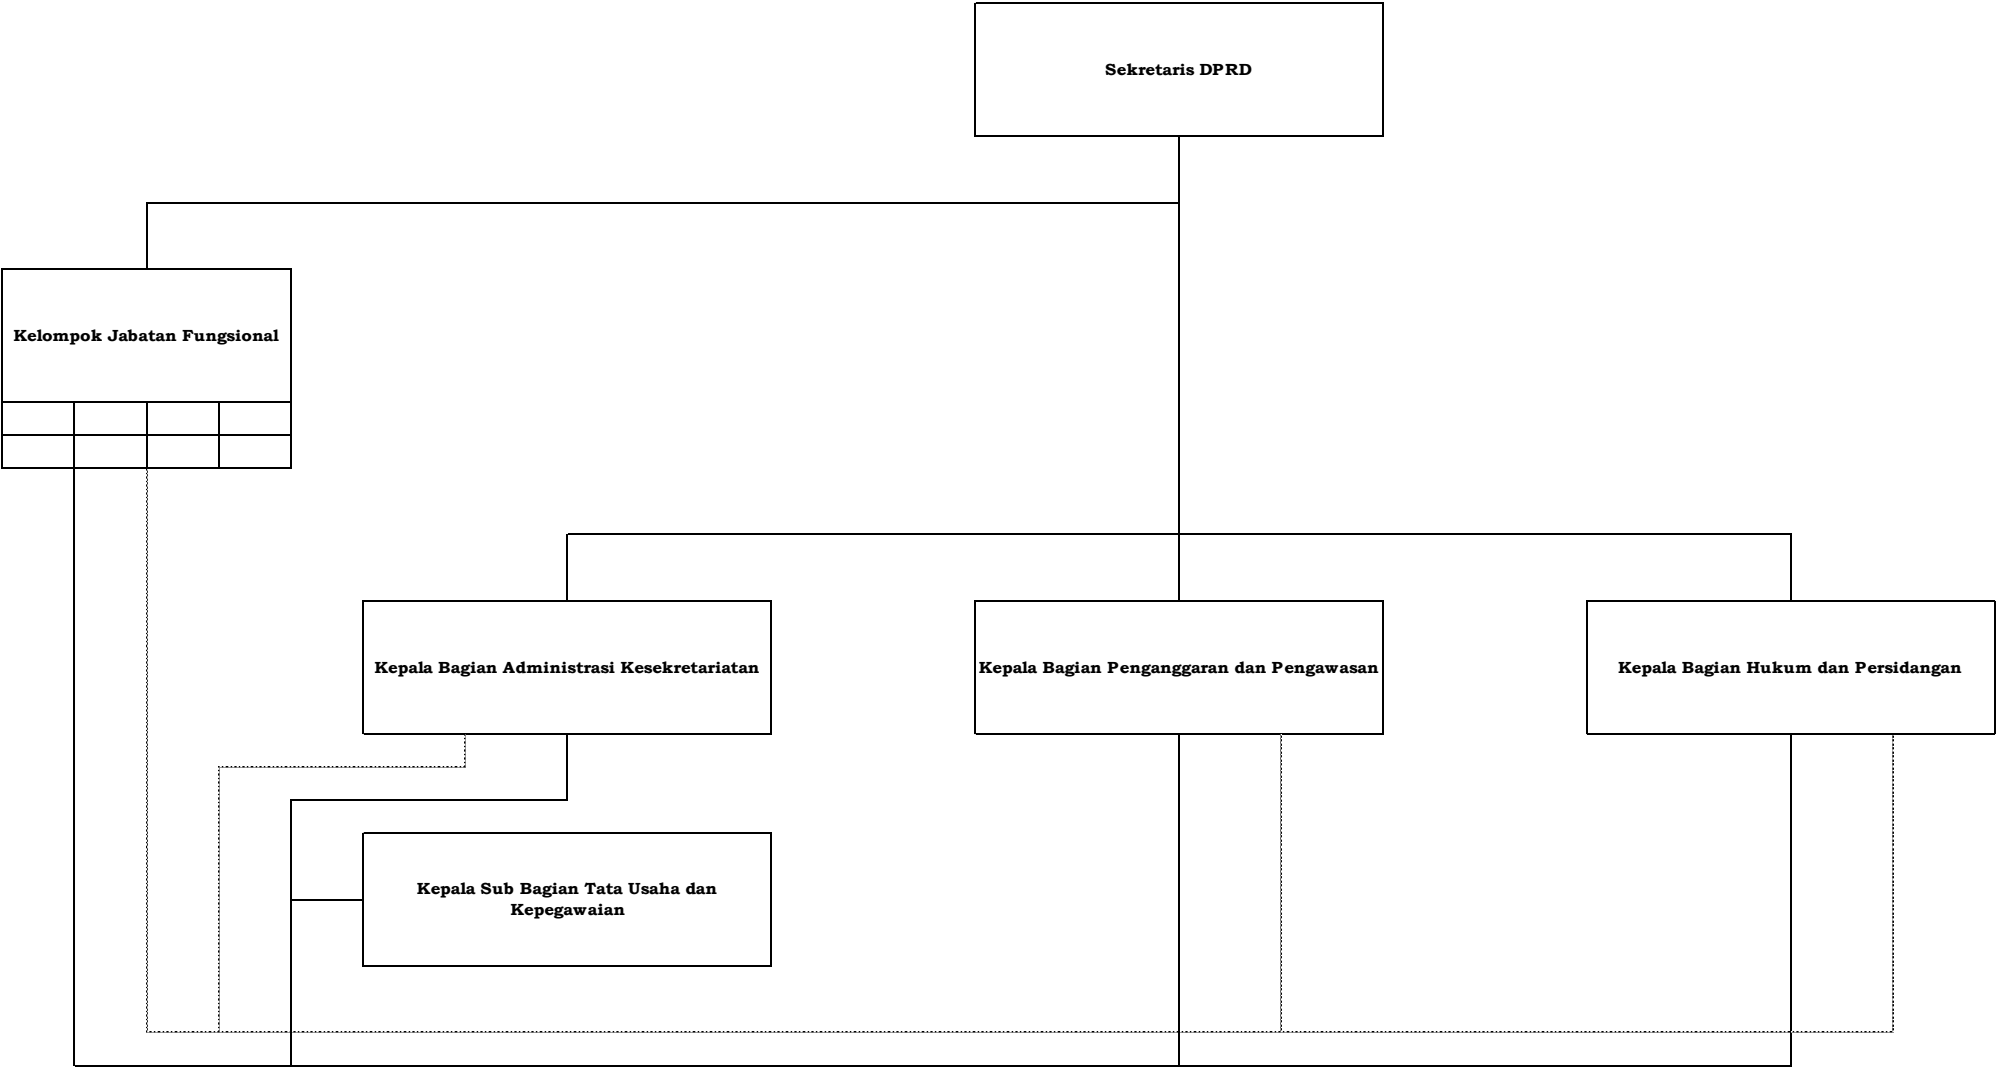 Sekretaris DPRD
Kelompok Jabatan Fungsional
Kepala Bagian Administrasi Kesekretariatan
Kepala Bagian Penganggaran dan Pengawasan
Kepala Bagian Hukum dan Persidangan
Kepala Sub Bagian Tata Usaha dan
Kepegawaian